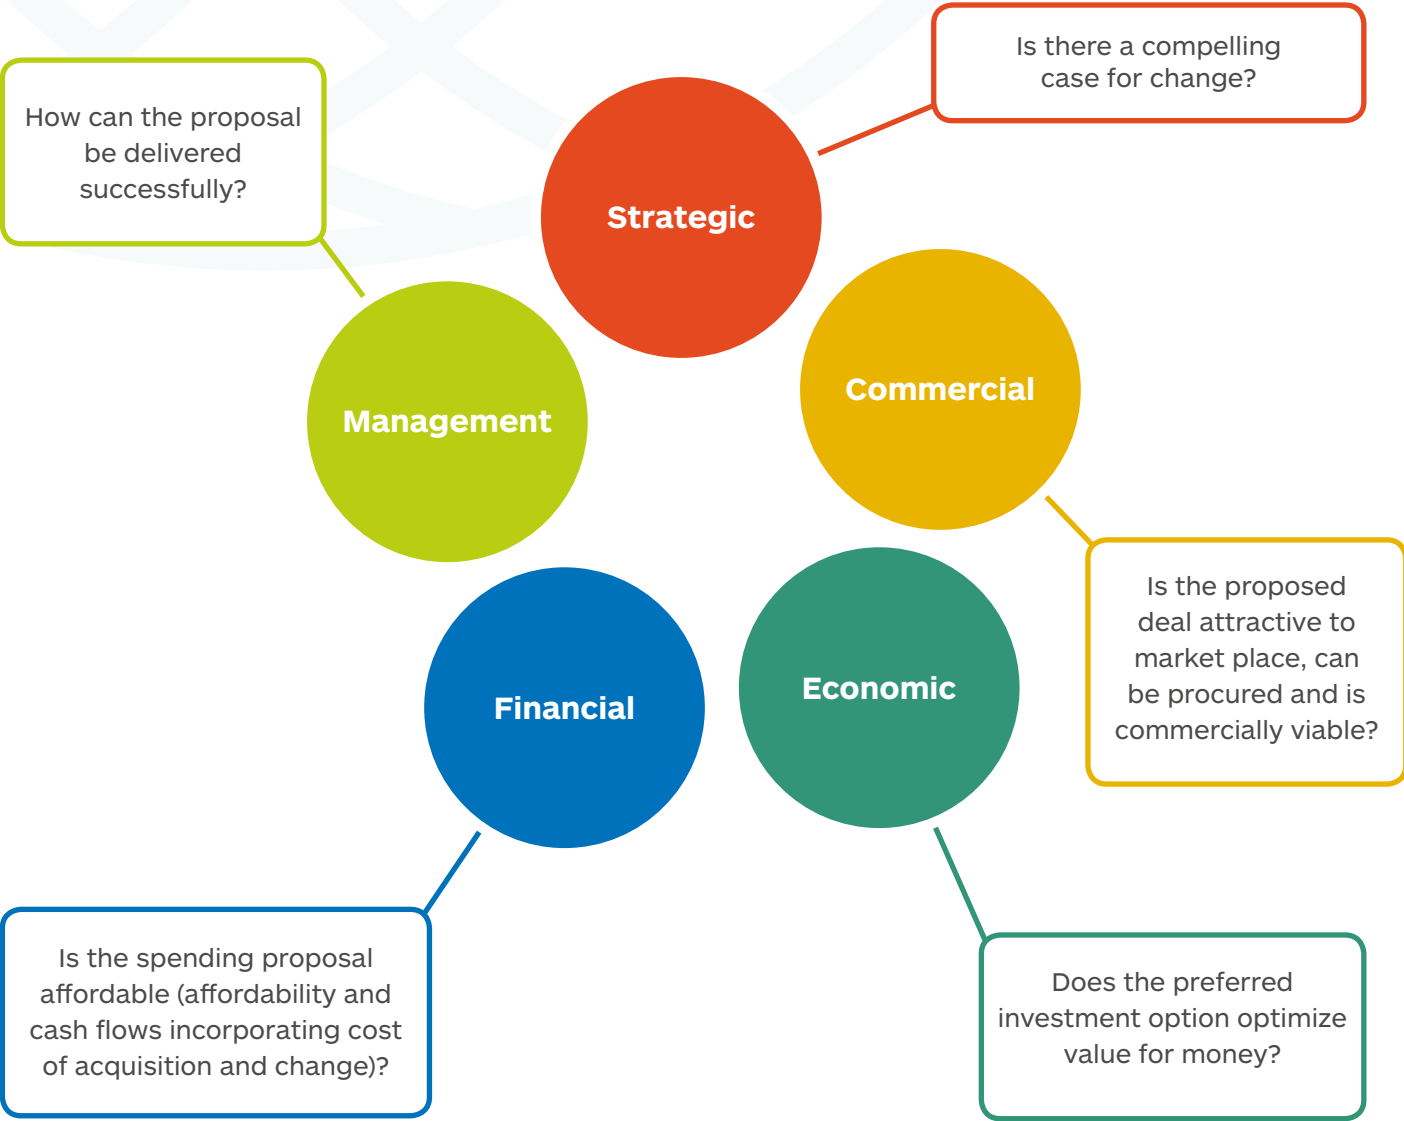 Is there a compelling
case for change?
How can the proposal
be delivered
successfully?
Strategic
Commercial
Management
Is the proposed
deal attractive to
market place, can
be procured and is
commercially viable?
Economic
Financial
Is the spending proposal
affordable (affordability and
cash flows incorporating cost
of acquisition and change)?
Does the preferred
investment option optimize
value for money?